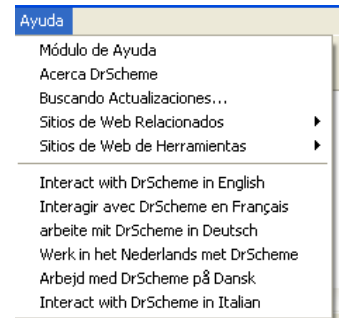 Ayuda
Módulo de Ayuda
Acerca DrScheme
Buscando Actualizaciones...
Sitios de Web Relacionados
Sitios de Web de Herramientas
Interact with DrScheme in English
Interagir avec DrScheme en Français
arbeite mit DrScheme in Deutsch
Werk in het Nederlands met DrScheme
Arbejd med DrScheme på Dansk
Interact with DrScheme in Italian